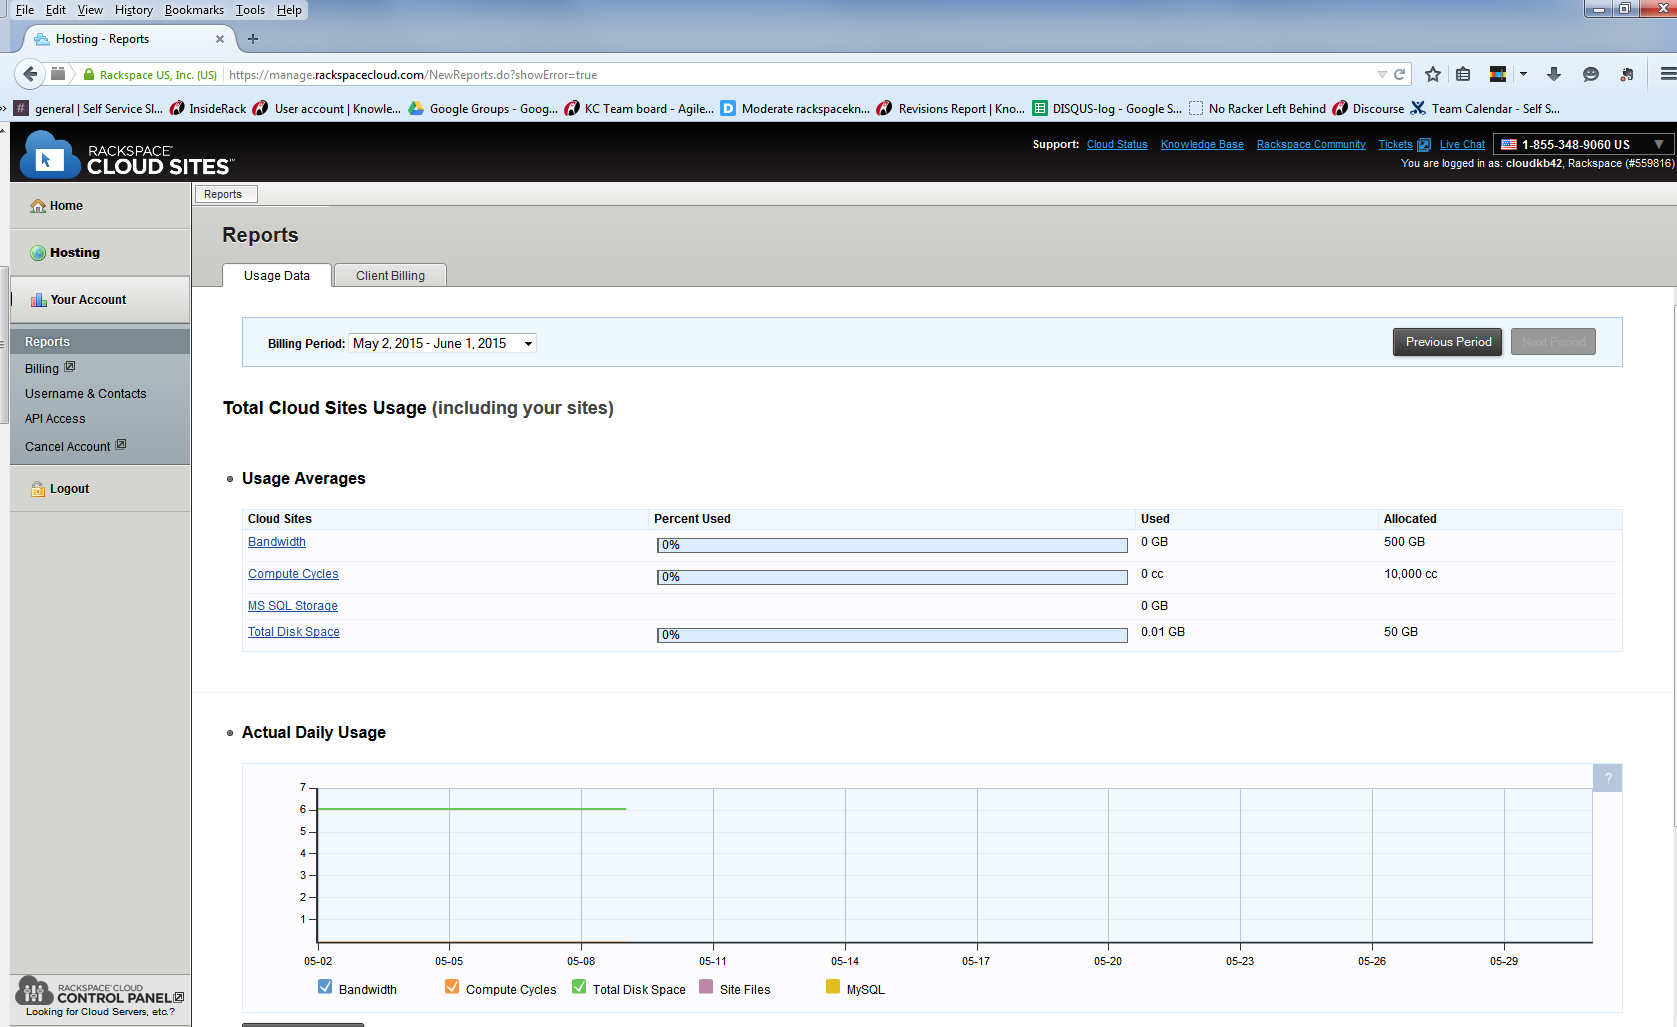 File Edit View History Bookmarks Tools Help
Hosting - Reports
Rackspace US, Inc. (US) https://manage.rackspacecloud.com/NewReports.do?showError=true
# general | Self Service Sl... InsideRack User account | Knowle... Google Groups - Goog... KC Team board - Agile... D Moderate rackspacekn... Revisions Report | Kno... DISQUS-log - Google S... No Racker Left Behind Discourse Team Calendar - Self S...
RACKSPACE™
CLOUD SITES™
Support: Cloud Status Knowledge Base Rackspace Community Tickets Live Chat 1-855-348-9060 US
You are logged in as: cloudkb42, Rackspace (#559816)
Home
Hosting
Your Account
Reports
Billing
Username & Contacts
API Access
Cancel Account
Logout
Reports
Reports
Usage Data Client Billing
Billing Period: May 2, 2015 - June 1, 2015 Previous Period Next Period
Total Cloud Sites Usage (including your sites)
Usage Averages
Cloud Sites Percent Used Used Allocated
Bandwidth 0% 0 GB 500 GB
Compute Cycles 0% 0 cc 10,000 cc
MS SQL Storage 0 GB
Total Disk Space 0% 0.01 GB 50 GB
Actual Daily Usage
?
7
6
5
4
3
2
1
05-02 05-05 05-08 05-11 05-14 05-17 05-20 05-23 05-26 05-29
Bandwidth Compute Cycles Total Disk Space Site Files MySQL
RACKSPACE® CLOUD
CONTROL PANEL
Looking for Cloud Servers, etc.?